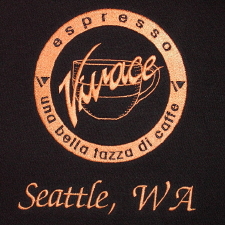 espresso
Vivace
una bella tazza di caffe
Seattle, WA